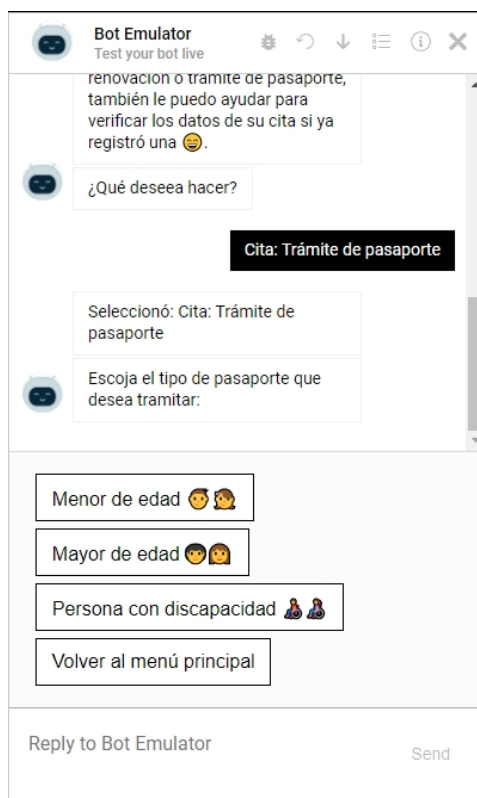 Bot Emulator
Test your bot live
renovación o trámite de pasaporte,
también le puedo ayudar para
verificar los datos de su cita si ya
registró una 😄.
¿Qué deseea hacer?
Cita: Trámite de pasaporte
Seleccionó: Cita: Trámite de
pasaporte
Escoja el tipo de pasaporte que
desea tramitar:
Menor de edad 👦👧
Mayor de edad 👨👩
Persona con discapacidad 👩‍🦽👩‍🦽
Volver al menú principal
Reply to Bot Emulator
Send